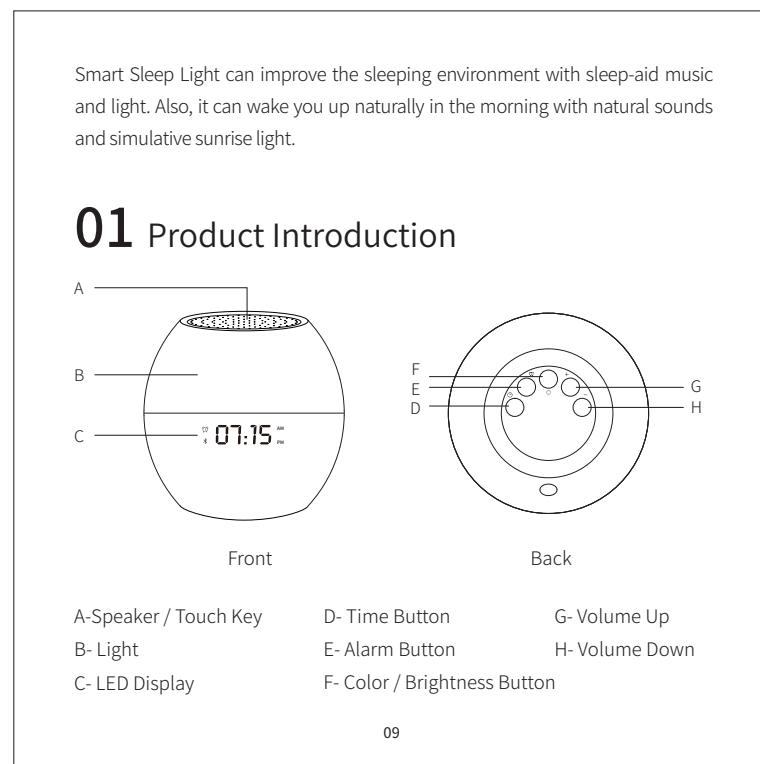 Smart Sleep Light can improve the sleeping environment with sleep-aid music
and light. Also, it can wake you up naturally in the morning with natural sounds
and simulative sunrise light.
01 Product Introduction
A
B
C
07:15
AM
PM
F
E
D
+
-
G
H
Front
Back
A-Speaker / Touch Key
B- Light
C- LED Display
D- Time Button
E- Alarm Button
F- Color / Brightness Button
G- Volume Up
H- Volume Down
09